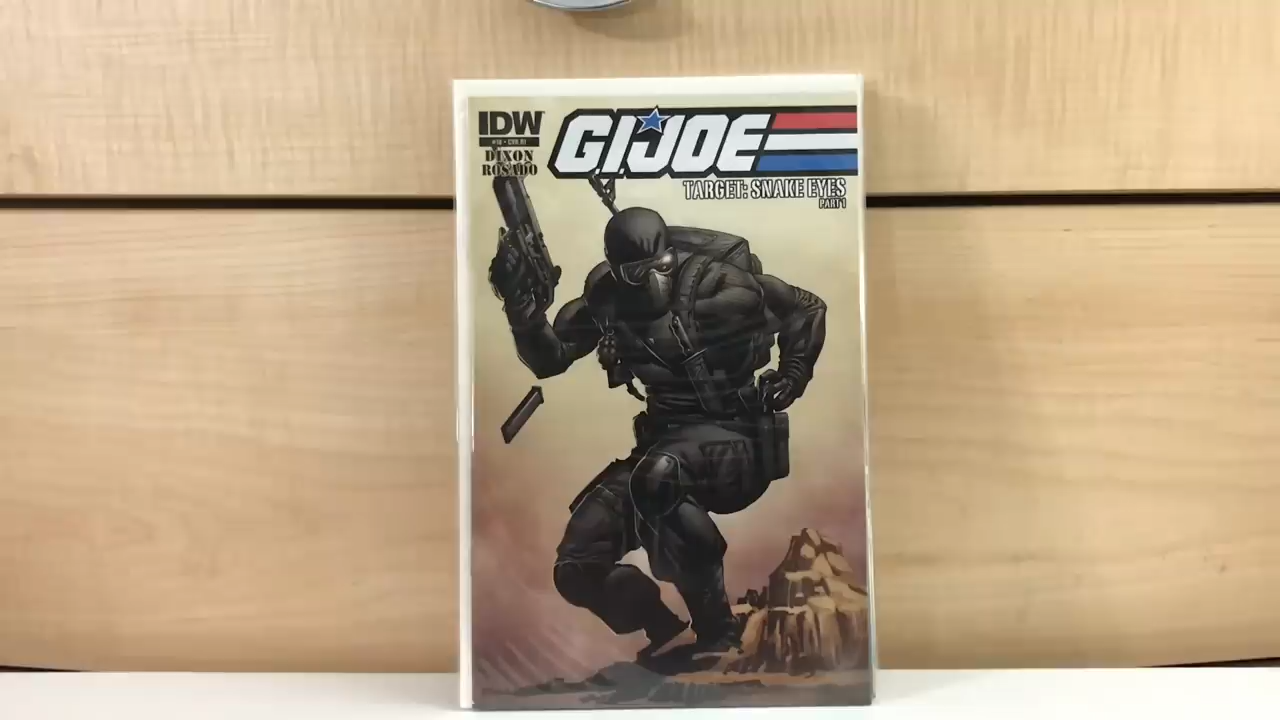 IDW
G.I. JOE
DIXON
ROSADO
TARGET: SNAKE EYES
PART 1